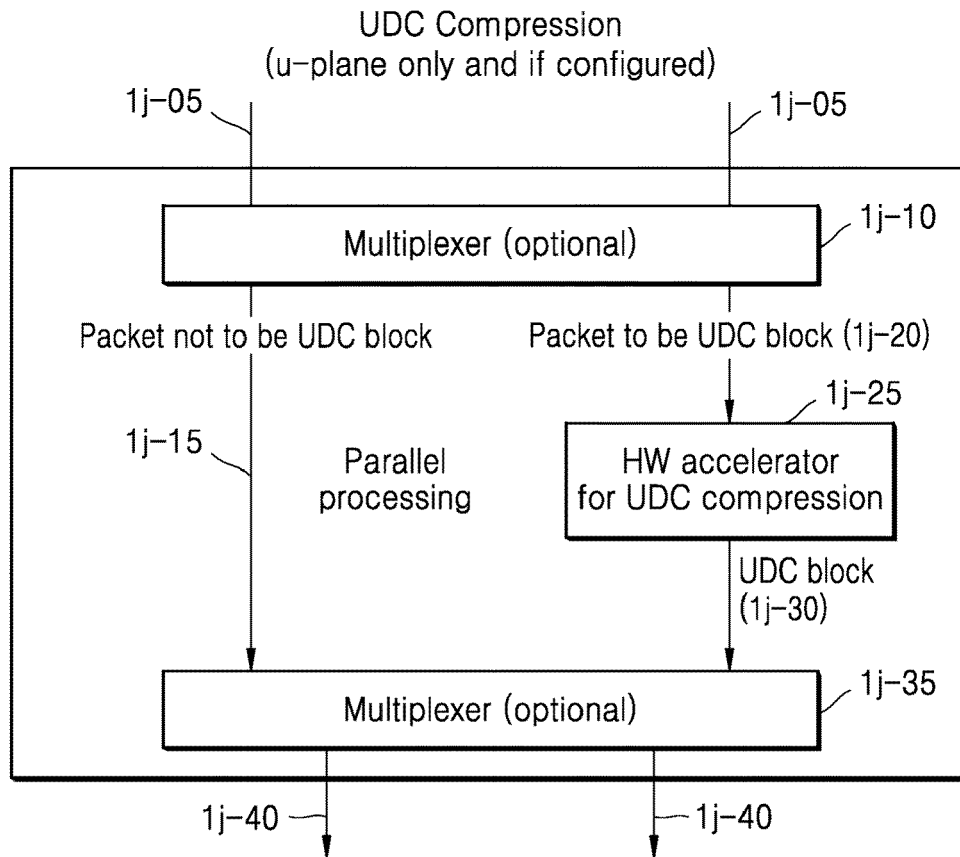 UDC Compression
(u-plane only and if configured)
1j-05
1j-05
1j-10
Multiplexer (optional)
Packet not to be UDC block
Packet to be UDC block (1j-20)
1j-25
1j-15
Parallel
processing
HW accelerator
for UDC compression
UDC block
(1j-30)
1j-35
Multiplexer (optional)
1j-40
1j-40